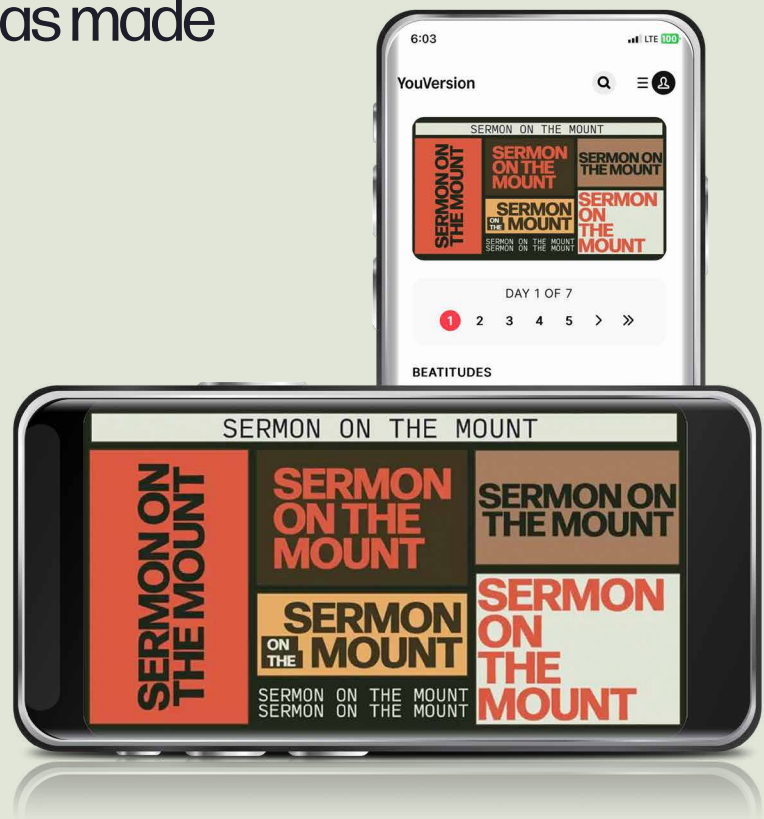 as made
6:03
LTE 100
YouVersion
SERMON ON THE MOUNT
SERMON ON
THE MOUNT
SERMON
ON THE
MOUNT
SERMON ON
THE MOUNT
SERMON
ON
THE
MOUNT
SERMON ON THE MOUNT
SERMON ON THE MOUNT
SERMON
ON
THE
MOUNT
DAY 1 OF 7
1 2 3 4 5 > »
BEATITUDES
SERMON ON THE MOUNT
SERMON ON
THE MOUNT
SERMON
ON THE
MOUNT
SERMON ON
THE MOUNT
SERMON
ON
THE
MOUNT
SERMON ON THE MOUNT
SERMON ON THE MOUNT
SERMON
ON
THE
MOUNT